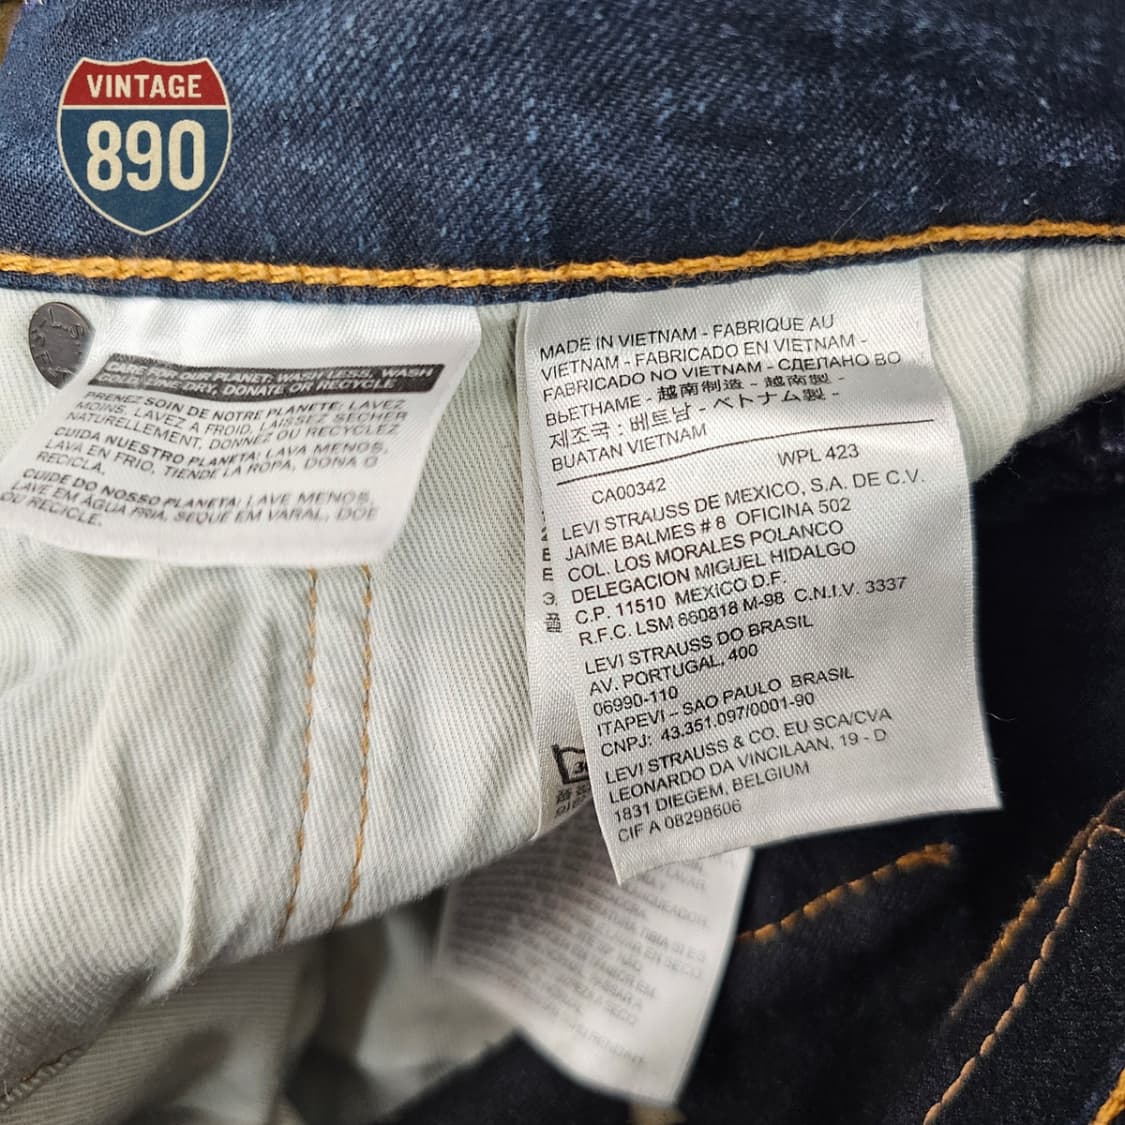 VINTAGE
890
CARE FOR OUR PLANET: WASH LESS, WASH
LINE DRY, DONATE OR RECYCLE
PRENEZ SOIN DE NOTRE PLANETE: LAVEZ
MOINS, LAVEZ A FROID, LAISSEZ SECHER
NATURELLEMENT, DONNEZ OU RECYCLEZ
CUIDA NUESTRO PLANETA: LAVA MENOS,
LAVA EN FRIO, TIENDE LA ROPA, DONA O
RECICLA.
CUIDE DO NOSSO PLANETA: LAVE MENOS,
LAVE EM ÁGUA FRIA, SEQUE EM VARAL, DOE
OU RECICLE.
MADE IN VIETNAM - FABRIQUE AU
VIETNAM - FABRICADO EN VIETNAM -
FABRICADO NO VIETNAM - СДЕЛАНО ВО
ВЬЕТНАМЕ - 越南制造 - 越南製 -
제조국 : 베트남 - ベトナム製 -
BUATAN VIETNAM
WPL 423
CA00342
LEVI STRAUSS DE MEXICO, S.A. DE C.V.
JAIME BALMES # 8 OFICINA 502
COL. LOS MORALES POLANCO
DELEGACION MIGUEL HIDALGO
C.P. 11510 MEXICO D.F.
R.F.C. LSM 860818 M-98 C.N.I.V. 3337
LEVI STRAUSS DO BRASIL
AV. PORTUGAL, 400
06990-110
ITAPEVI - SAO PAULO BRASIL
CNPJ: 43.351.097/0001-90
LEVI STRAUSS & CO. EU SCA/CVA
LEONARDO DA VINCILAAN, 19 - D
1831 DIEGEM, BELGIUM
CIF A 08298606